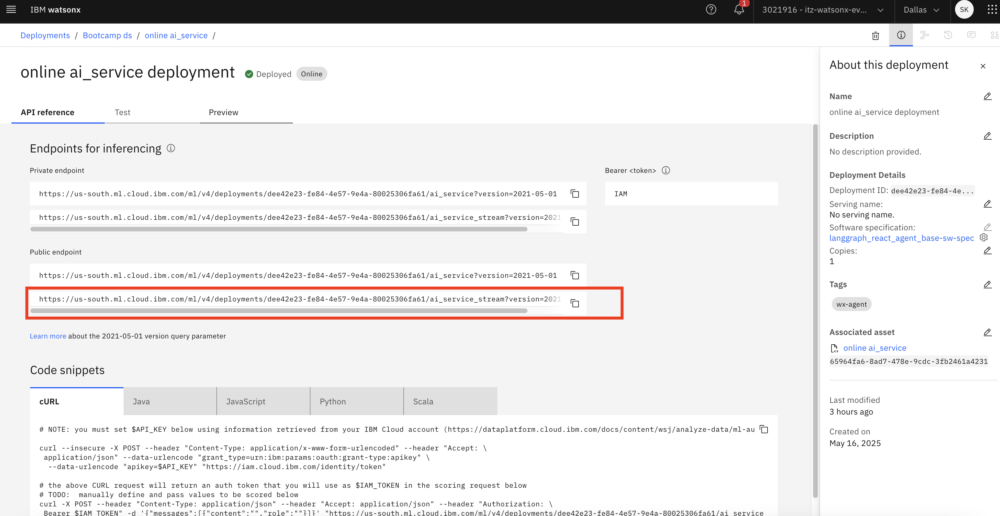 IBM watsonx
1
3021916 - itz-watsonx-ev...
Dallas
SK
Deployments / Bootcamp ds / online ai_service /
online ai_service deployment
Deployed
Online
API reference
Test
Preview
Endpoints for inferencing
Private endpoint
https://us-south.ml.cloud.ibm.com/ml/v4/deployments/dee42e23-fe84-4e57-9e4a-80025306fa61/ai_service?version=2021-05-01
https://us-south.ml.cloud.ibm.com/ml/v4/deployments/dee42e23-fe84-4e57-9e4a-80025306fa61/ai_service_stream?version=2021
Bearer <token>
IAM
Public endpoint
https://us-south.ml.cloud.ibm.com/ml/v4/deployments/dee42e23-fe84-4e57-9e4a-80025306fa61/ai_service?version=2021-05-01
https://us-south.ml.cloud.ibm.com/ml/v4/deployments/dee42e23-fe84-4e57-9e4a-80025306fa61/ai_service_stream?version=2021
Learn more about the 2021-05-01 version query parameter
Code snippets
cURL
Java
JavaScript
Python
Scala
# NOTE: you must set $API_KEY below using information retrieved from your IBM Cloud account (https://dataplatform.cloud.ibm.com/docs/content/wsj/analyze-data/ml-au
curl --insecure -X POST --header "Content-Type: application/x-www-form-urlencoded" --header "Accept: \
application/json" --data-urlencode "grant_type=urn:ibm:params:oauth:grant-type:apikey" \
--data-urlencode "apikey=$API_KEY" "https://iam.cloud.ibm.com/identity/token"
# the above CURL request will return an auth token that you will use as $IAM_TOKEN in the scoring request below
# TODO:  manually define and pass values to be scored below
curl -X POST --header "Content-Type: application/json" --header "Accept: application/json" --header "Authorization: \
Bearer $IAM_TOKEN" -d '{"messages":[{"content":"","role":""}]}' "https://us-south.ml.cloud.ibm.com/ml/v4/deployments/dee42e23-fe84-4e57-9e4a-80025306fa61/ai_service
About this deployment
Name
online ai_service deployment
Description
No description provided.
Deployment Details
Deployment ID: dee42e23-fe84-4e...
Serving name:
No serving name.
Software specification:
langgraph_react_agent_base-sw-spec
Copies:
1
Tags
wx-agent
Associated asset
online ai_service
65964fa6-8ad7-478e-9cdc-3fb2461a4231
Last modified
3 hours ago
Created on
May 16, 2025